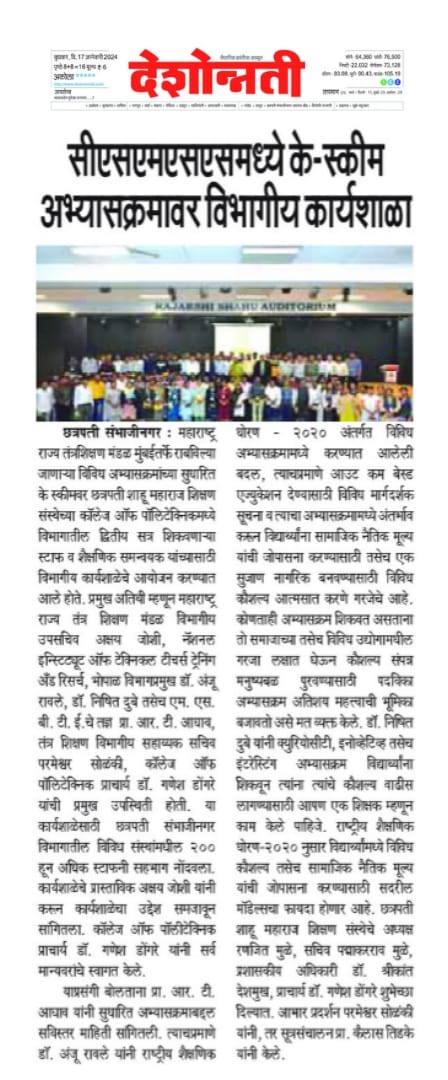 बुधवार, दि. 17 जानेवारी 2024
पृष्ठे 8+8=16 मूल्य ₹ 6
अकोला *****
देशोन्नती
सीएसएमएसएसमध्ये के-स्कीम
अभ्यासक्रमावर विभागीय कार्यशाळा
RAJARSHI SHAHU AUDITORIUM
छत्रपती संभाजीनगर : महाराष्ट्र
राज्य तंत्रशिक्षण मंडळ मुंबईतर्फे राबविल्या
जाणाऱ्या विविध अभ्यासक्रमांच्या सुधारित
के स्कीमवर छत्रपती शाहू महाराज शिक्षण
संस्थेच्या कॉलेज ऑफ पॉलिटेक्निकमध्ये
विभागातील द्वितीय सत्र शिकवणाऱ्या
स्टाफ व शैक्षणिक समन्वयक यांच्यासाठी
विभागीय कार्यशाळेचे आयोजन करण्यात
आले होते. प्रमुख अतिथी म्हणून महाराष्ट्र
राज्य तंत्र शिक्षण मंडळ विभागीय
उपसचिव अक्षय जोशी, नॅशनल
इन्स्टिट्यूट ऑफ टेक्निकल टीचर्स ट्रेनिंग
अँड रिसर्च, भोपाळ विभागप्रमुख डॉ. अंजू
रावले, डॉ. निषित दुबे तसेच एम. एस.
बी. टी. ई.चे तज्ञ प्रा. आर. टी. आघाव,
तंत्र शिक्षण विभागीय सहाय्यक सचिव
परमेश्वर सोळंकी, कॉलेज ऑफ
पॉलिटेक्निक प्राचार्य डॉ. गणेश डोंगरे
यांची प्रमुख उपस्थिती होती. या
कार्यशाळेसाठी छत्रपती संभाजीनगर
विभागातील विविध संस्थांमधील २००
हून अधिक स्टाफनी सहभाग नोंदवला.
कार्यशाळेचे प्रास्ताविक अक्षय जोशी यांनी
करून कार्यशाळेचा उद्देश समजावून
सांगितला. कॉलेज ऑफ पॉलीटेक्निक
प्राचार्य डॉ. गणेश डोंगरे यांनी सर्व
मान्यवरांचे स्वागत केले.
याप्रसंगी बोलताना प्रा. आर. टी.
आघाव यांनी सुधारित अभ्यासक्रमाबद्दल
सविस्तर माहिती सांगितली. त्याचप्रमाणे
डॉ. अंजू रावले यांनी राष्ट्रीय शैक्षणिक
धोरण - २०२० अंतर्गत विविध
अभ्यासक्रमामध्ये करण्यात आलेली
बदल, त्याचप्रमाणे आउट कम बेस्ड
एज्युकेशन देण्यासाठी विविध मार्गदर्शक
सूचना व त्याचा अभ्यासक्रमामध्ये अंतर्भाव
करून विद्यार्थ्यांना सामाजिक नैतिक मूल्य
यांची जोपासना करण्यासाठी तसेच एक
सुजाण नागरिक बनवण्यासाठी विविध
कौशल्य आत्मसात करणे गरजेचे आहे.
कोणताही अभ्यासक्रम शिकवत असताना
तो समाजाच्या तसेच विविध उद्योगामधील
गरजा लक्षात घेऊन कौशल्य संपन्न
मनुष्यबळ पुरवण्यासाठी पदविका
अभ्यासक्रम अतिशय महत्त्वाची भूमिका
बजावतो असे मत व्यक्त केले. डॉ. निषित
दुबे यांनी क्युरियोसीटी, इनोव्हेटिव्ह तसेच
इंटरेस्टिंग अभ्यासक्रम विद्यार्थ्यांना
शिकवून त्यांना त्यांचे कौशल्य वाढीस
लागण्यासाठी आपण एक शिक्षक म्हणून
काम केले पाहिजे. राष्ट्रीय शैक्षणिक
धोरण-२०२० नुसार विद्यार्थ्यांमध्ये विविध
कौशल्य तसेच सामाजिक नैतिक मूल्य
यांची जोपासना करण्यासाठी सदरील
मॉडेल्सचा फायदा होणार आहे. छत्रपती
शाहू महाराज शिक्षण संस्थेचे अध्यक्ष
रणजित मुळे, सचिव पद्माकरराव मुळे,
प्रशासकीय अधिकारी डॉ. श्रीकांत
देशमुख, प्राचार्य डॉ. गणेश डोंगरे शुभेच्छा
दिल्यात. आभार प्रदर्शन परमेश्वर सोळंकी
यांनी, तर सूत्रसंचालन प्रा. कैलास तिडके
यांनी केले.